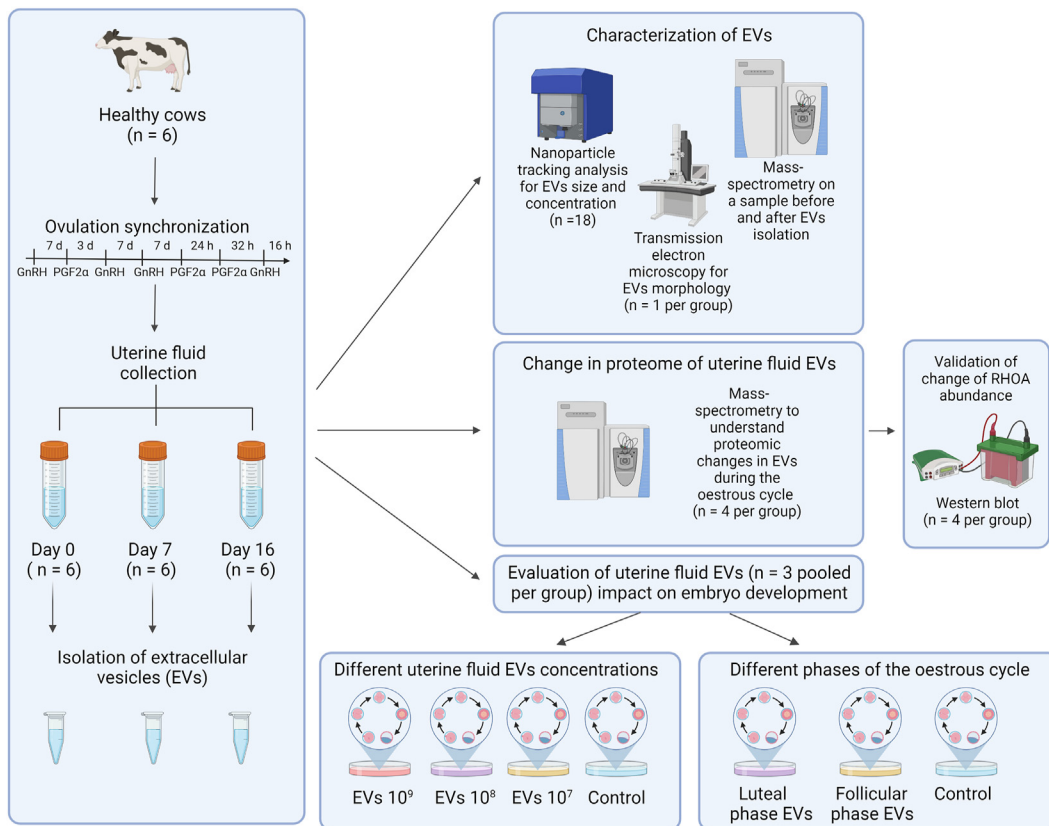 Healthy cows
(n = 6)
Ovulation synchronization
7 d 3 d 7 d 7 d 24 h 32 h 16 h
GnRH PGF2α GnRH GnRH PGF2α PGF2α GnRH
Uterine fluid
collection
Day 0 Day 7 Day 16
( n = 6) (n = 6) (n = 6)
Isolation of extracellular
vesicles (EVs)
Characterization of EVs
Nanoparticle
tracking analysis
for EVs size and
concentration
(n =18)
Transmission
electron
microscopy for
EVs morphology
(n = 1 per group)
Mass-
spectrometry on
a sample before
and after EVs
isolation
Change in proteome of uterine fluid EVs
Mass-
spectrometry to
understand
proteomic
changes in EVs
during the
oestrous cycle
(n = 4 per group)
Validation of
change of RHOA
abundance
Western blot
(n = 4 per group)
Evaluation of uterine fluid EVs (n = 3 pooled
per group) impact on embryo development
Different uterine fluid EVs concentrations
EVs 10⁹ EVs 10⁸ EVs 10⁷ Control
Different phases of the oestrous cycle
Luteal
phase EVs
Follicular
phase EVs
Control